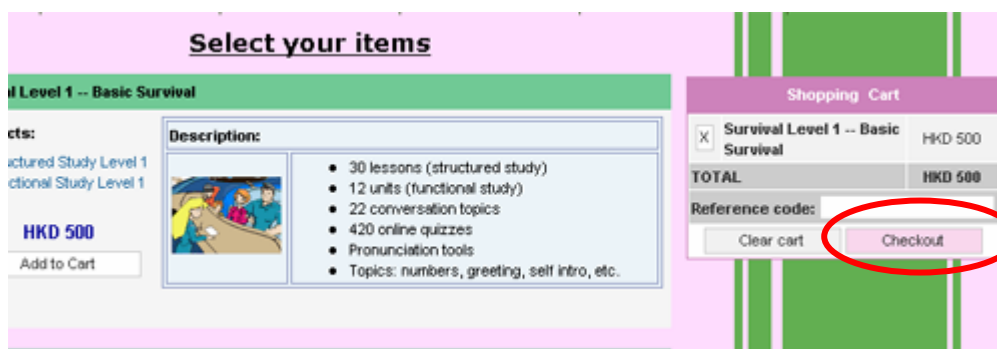 Select your items
al Level 1 -- Basic Survival
cts:
uctured Study Level 1
ctional Study Level 1
HKD 500
Add to Cart
Description:
30 lessons (structured study)
12 units (functional study)
22 conversation topics
420 online quizzes
Pronunciation tools
Topics: numbers, greeting, self intro, etc.
Shopping Cart
X Survival Level 1 -- Basic Survival HKD 500
TOTAL HKD 500
Reference code:
Clear cart Checkout